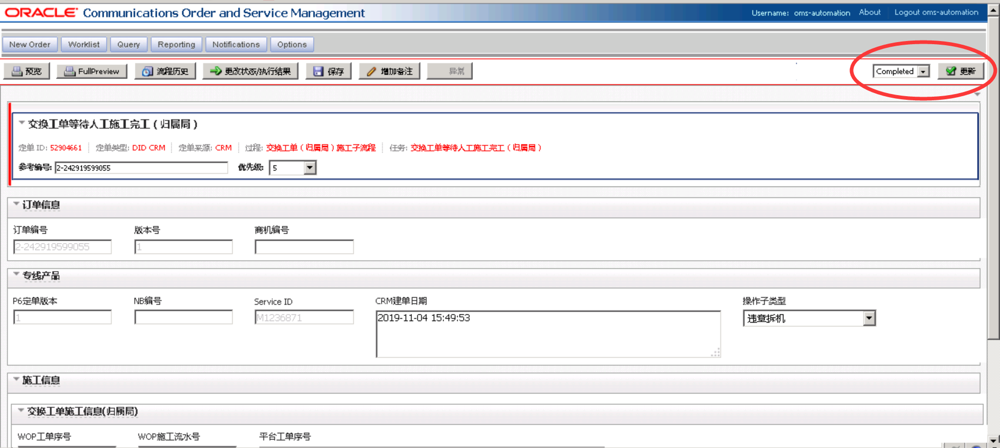 ORACLE Communications Order and Service Management
Username: oms-automation About Logout oms-automation
New Order Worklist Query Reporting Notifications Options
预览 FullPreview 流程历史 更改状态/执行结果 保存 增加备注 异常 Completed 更新
交换工单等待人工施工完工 ( 归属局 )
定单 ID: 52904661 定单类型: DID CRM 定单来源: CRM 过程: 交换工单 ( 归属局 ) 施工子流程 任务: 交换工单等待人工施工完工 ( 归属局 )
参考编号: 2-242919599055 优先级: 5
订单信息
订单编号 版本号 商机编号
2-242919599055 1
专线产品
P6定单版本 NB编号 Service ID CRM建单日期 操作子类型
1 M1236871 2019-11-04 15:49:53 违章拆机
施工信息
交换工单施工信息(归属局)
WOP工单序号 WOP施工流水号 平台工单序号